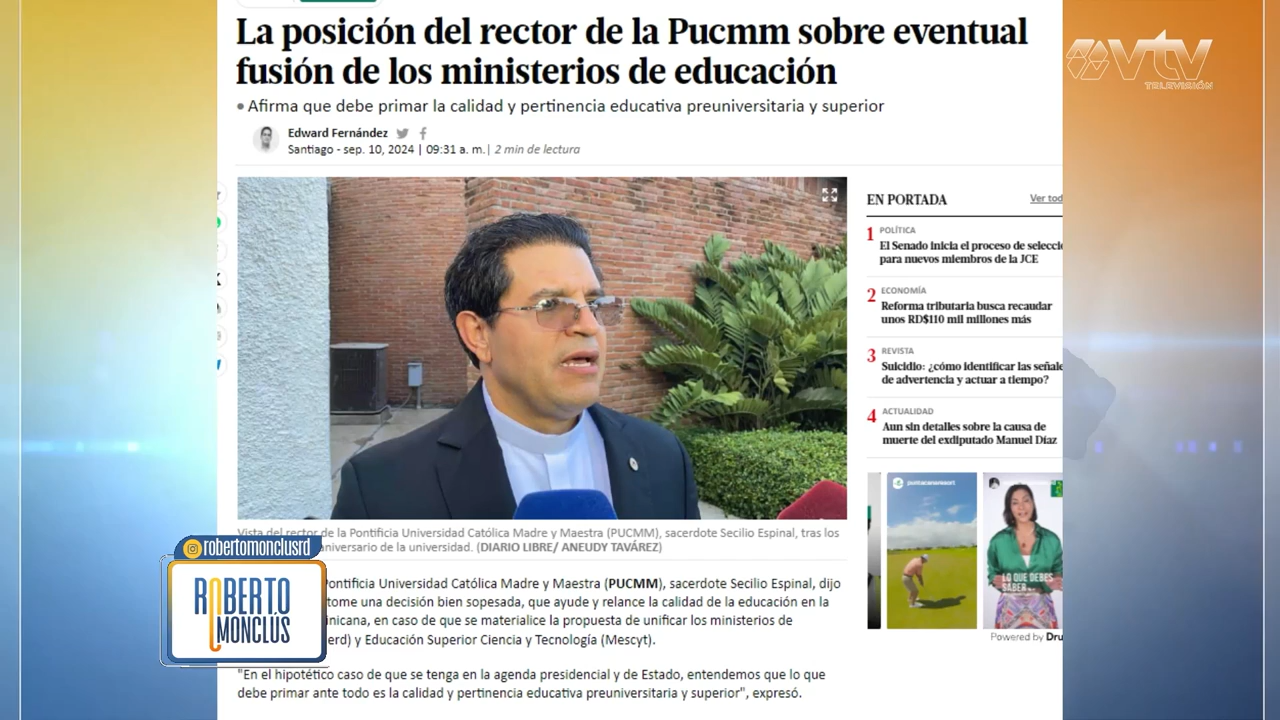 La posición del rector de la Pucmm sobre eventual
fusión de los ministerios de educación
• Afirma que debe primar la calidad y pertinencia educativa preuniversitaria y superior
Edward Fernández
Santiago - sep. 10, 2024 | 09:31 a. m.| 2 min de lectura
VTV
TELEVISIÓN
EN PORTADA
Ver tod
1 POLÍTICA
El Senado inicia el proceso de selecci
para nuevos miembros de la JCE
2 ECONOMÍA
Reforma tributaria busca recaudar
unos RD$110 mil millones más
3 REVISTA
Suicidio: ¿cómo identificar las señale
de advertencia y actuar a tiempo?
4 ACTUALIDAD
Aun sin detalles sobre la causa de
muerte del exdiputado Manuel Díaz
puntacanaresort
LO QUE DEBES
SABER
Powered by Dru
Vista del rector de la Pontificia Universidad Católica Madre y Maestra (PUCMM), sacerdote Secilio Espinal, tras los
aniversario de la universidad. (DIARIO LIBRE/ ANEUDY TAVÁREZ)
Pontificia Universidad Católica Madre y Maestra (PUCMM), sacerdote Secilio Espinal, dijo
tome una decisión bien sopesada, que ayude y relance la calidad de la educación en la
inicana, en caso de que se materialice la propuesta de unificar los ministerios de
erd) y Educación Superior Ciencia y Tecnología (Mescyt).
"En el hipotético caso de que se tenga en la agenda presidencial y de Estado, entendemos que lo que
debe primar ante todo es la calidad y pertinencia educativa preuniversitaria y superior", expresó.
robertomonclusrd
ROBERTO
MONCLÚS